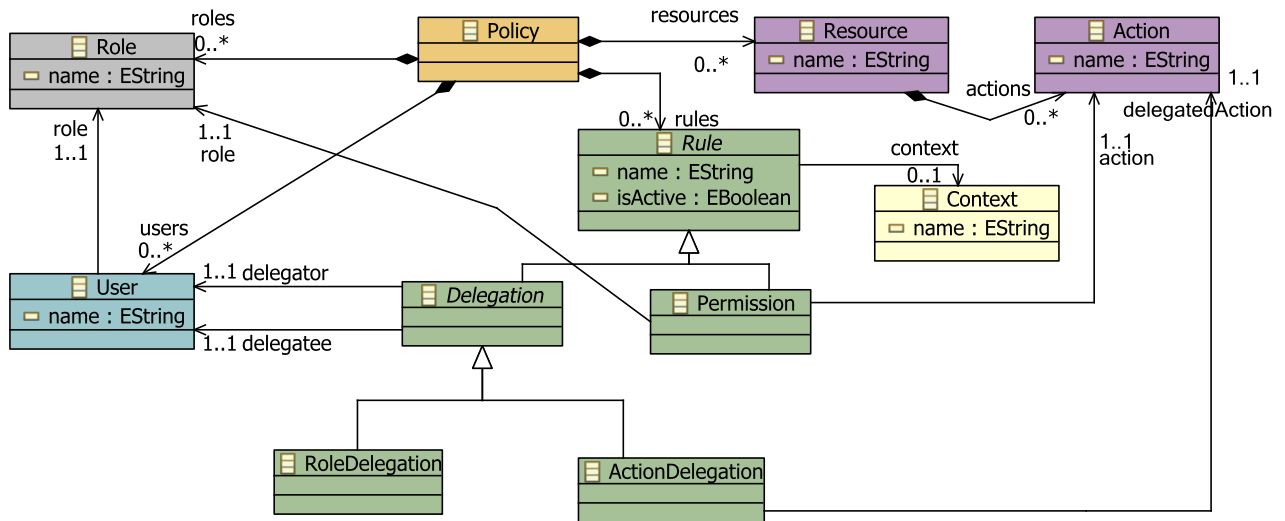 roles
0..*
Role
name : EString
Policy
resources
0..*
Resource
name : EString
Action
name : EString
actions
0..*
1..1
delegatedAction
role
1..1
1..1
role
0..* rules
Rule
name : EString
isActive : EBoolean
context
0..1
1..1
action
Context
name : EString
users
0..*
User
name : EString
1..1 delegator
1..1 delegatee
Delegation
Permission
RoleDelegation
ActionDelegation